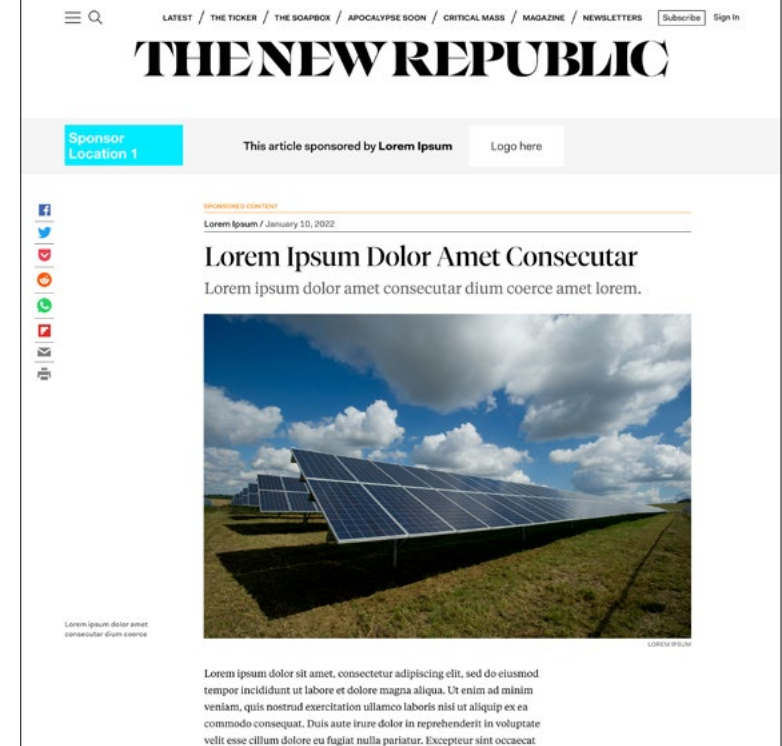 LATEST / THE TICKER / THE SOAPBOX / APOCALYPSE SOON / CRITICAL MASS / MAGAZINE / NEWSLETTERS Subscribe Sign In
THE NEW REPUBLIC
Sponsor
Location 1
This article sponsored by Lorem Ipsum
Logo here
SPONSORED CONTENT
Lorem Ipsum / January 10, 2022
Lorem Ipsum Dolor Amet Consecutar
Lorem ipsum dolor amet consecutar dium coerce amet lorem.
Lorem ipsum dolor amet
consecutar dium coerce
LOREM IPSUM
Lorem ipsum dolor sit amet, consectetur adipiscing elit, sed do eiusmod
tempor incididunt ut labore et dolore magna aliqua. Ut enim ad minim
veniam, quis nostrud exercitation ullamco laboris nisi ut aliquip ex ea
commodo consequat. Duis aute irure dolor in reprehenderit in voluptate
velit esse cillum dolore eu fugiat nulla pariatur. Excepteur sint occaecat